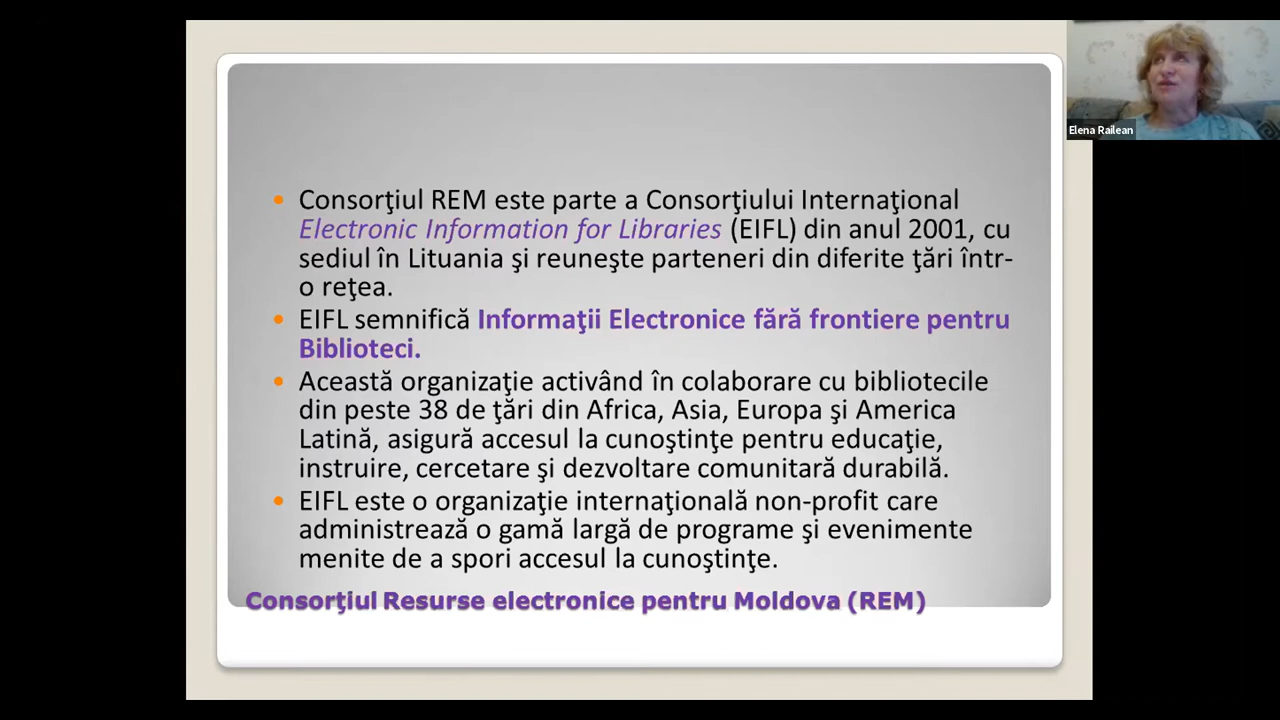 Elena Railean
Consorţiul REM este parte a Consorţiului Internaţional
Electronic Information for Libraries (EIFL) din anul 2001, cu
sediul în Lituania şi reuneşte parteneri din diferite ţări într-
o reţea.
EIFL semnifică Informaţii Electronice fără frontiere pentru
Biblioteci.
Această organizaţie activând în colaborare cu bibliotecile
din peste 38 de ţări din Africa, Asia, Europa şi America
Latină, asigură accesul la cunoştinţe pentru educaţie,
instruire, cercetare şi dezvoltare comunitară durabilă.
EIFL este o organizaţie internaţională non-profit care
administrează o gamă largă de programe şi evenimente
menite de a spori accesul la cunoştinţe.
Consorţiul Resurse electronice pentru Moldova (REM)